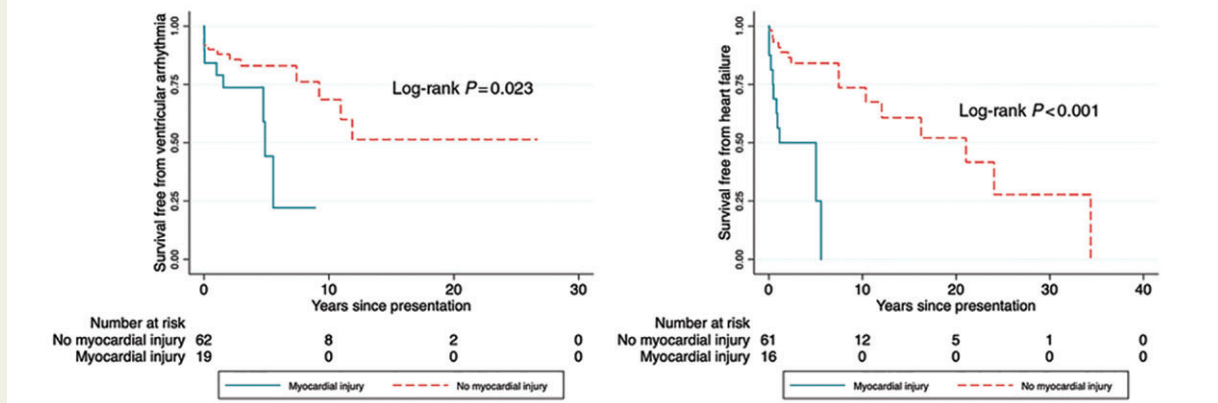 Survival free from ventricular arrhythmia
1.00
0.75
0.50
0.25
0.00
Log-rank P=0.023
0 10 20 30
Years since presentation
Number at risk
No myocardial injury 62 8 2 0
Myocardial injury 19 0 0 0
Myocardial injury No myocardial injury
Survival free from heart failure
1.00
0.75
0.50
0.25
0.00
Log-rank P<0.001
0 10 20 30 40
Years since presentation
Number at risk
No myocardial injury 61 12 5 1 0
Myocardial injury 16 0 0 0 0
Myocardial injury No myocardial injury